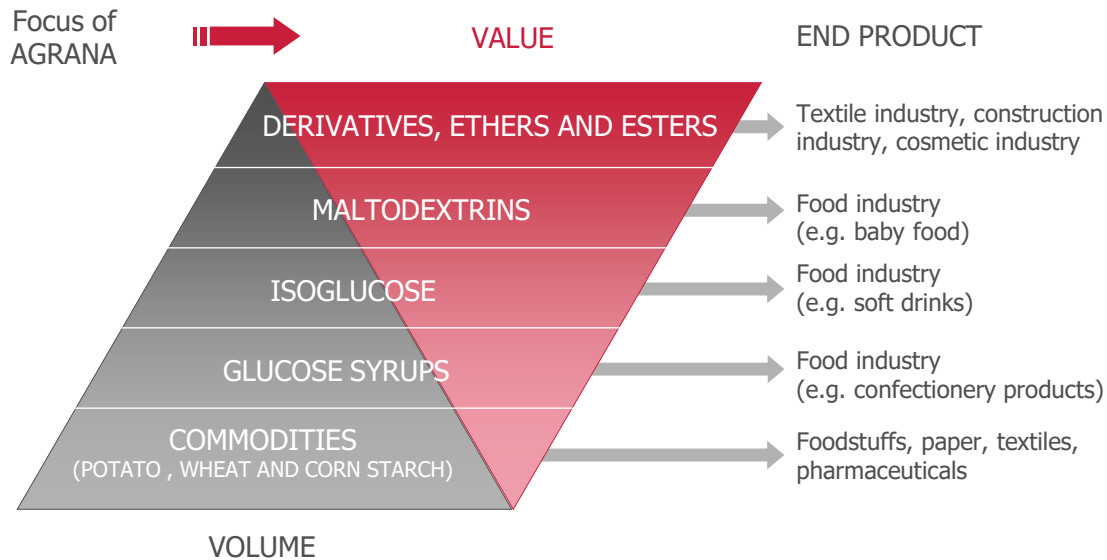 Focus of
AGRANA
VALUE
END PRODUCT
DERIVATIVES, ETHERS AND ESTERS
Textile industry, construction
industry, cosmetic industry
MALTODEXTRINS
Food industry
(e.g. baby food)
ISOGLUCOSE
Food industry
(e.g. soft drinks)
GLUCOSE SYRUPS
Food industry
(e.g. confectionery products)
COMMODITIES
(POTATO , WHEAT AND CORN STARCH)
Foodstuffs, paper, textiles,
pharmaceuticals
VOLUME